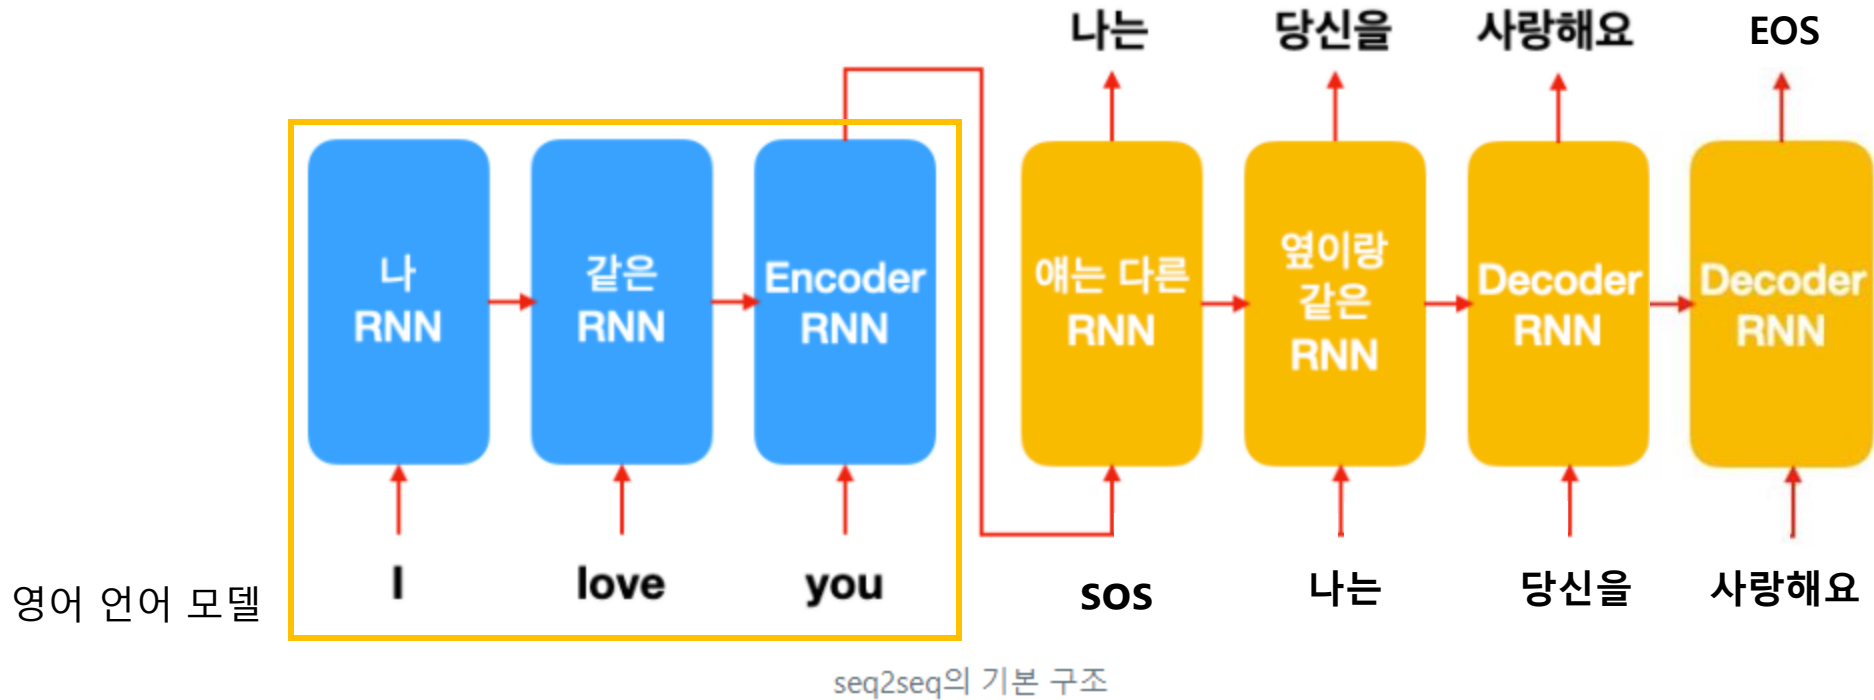 나는 당신을 사랑해요 EOS
나
RNN
같은
RNN
Encoder
RNN
얘는 다른
RNN
옆이랑
같은
RNN
Decoder
RNN
Decoder
RNN
영어 언어 모델
I love you
SOS 나는 당신을 사랑해요
seq2seq의 기본 구조